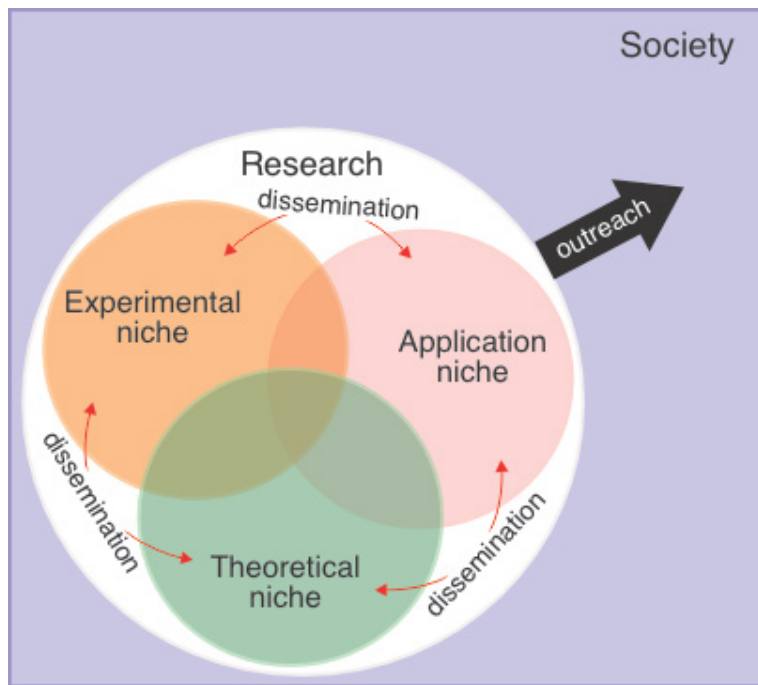 Society
Research
dissemination
outreach
Experimental
niche
Application
niche
dissemination
dissemination
Theoretical
niche